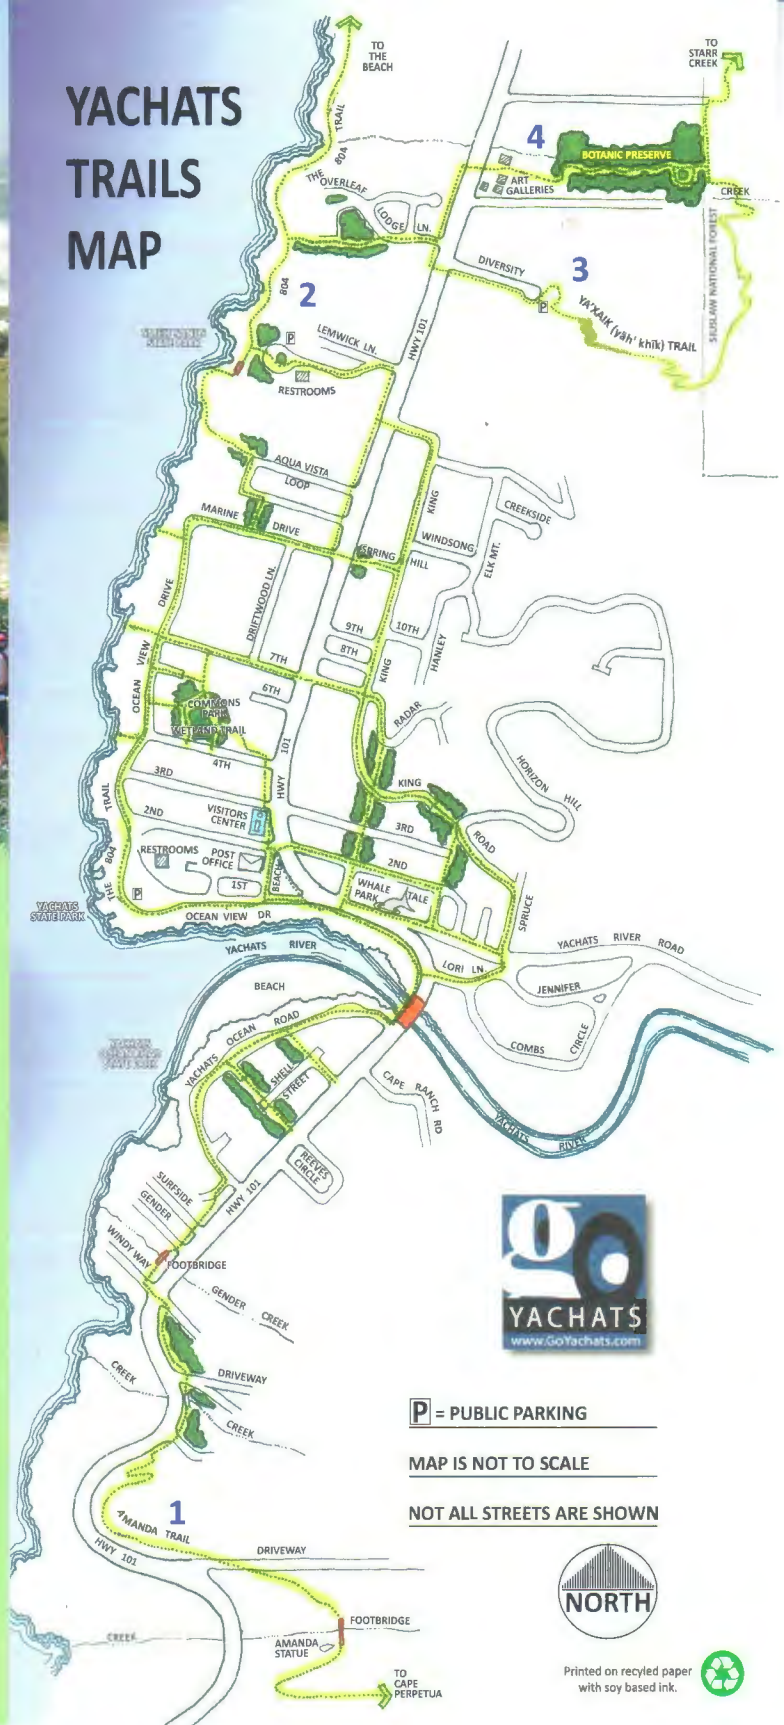 YACHATS
TRAILS
MAP
TO
THE
BEACH
TO
STARR
CREEK
804 TRAIL
4
BOTANIC PRESERVE
ART
GALLERIES
CREEK
THE
OVERLEAF
LODGE LN.
804
2
DIVERSITY
P
3
YA'XAIK (yäh' khīk) TRAIL
SIUSLAW NATIONAL FOREST
HWY 101
P
LEMWICK LN.
RESTROOMS
AQUA VISTA
LOOP
MARINE DRIVE
KING
CREEKSIDE
WINDSONG
ELK MT.
SPRING HILL
DRIFTWOOD LN.
OCEAN VIEW DRIVE
9TH
10TH
8TH
7TH
6TH
KING
HANLEY
RADAR
COMMONS
PARK
WETLAND TRAIL
4TH
3RD
2ND
HWY 101
HORIZON HILL
KING ROAD
3RD
2ND
VISITORS
CENTER
RESTROOMS
POST
OFFICE
1ST
BEACH
WHALE TALE
PARK
SPRUCE
THE 804 TRAIL
P
YACHATS
STATE PARK
OCEAN VIEW DR
YACHATS RIVER
LORI LN.
YACHATS RIVER ROAD
JENNIFER
COMBS CIRCLE
BEACH
YACHATS OCEAN ROAD
SHELL
STREET
CAPE RANCH RD
YACHATS RIVER
REEVES
CIRCLE
SURFSIDE
GENDER
HWY 101
WINDY WAY
FOOTBRIDGE
GENDER CREEK
CREEK
DRIVEWAY
CREEK
go
YACHATS
www.GoYachats.com
P = PUBLIC PARKING
MAP IS NOT TO SCALE
NOT ALL STREETS ARE SHOWN
1
AMANDA TRAIL
HWY 101
DRIVEWAY
FOOTBRIDGE
CREEK
AMANDA
STATUE
TO
CAPE
PERPETUA
NORTH
Printed on recyled paper
with soy based ink.